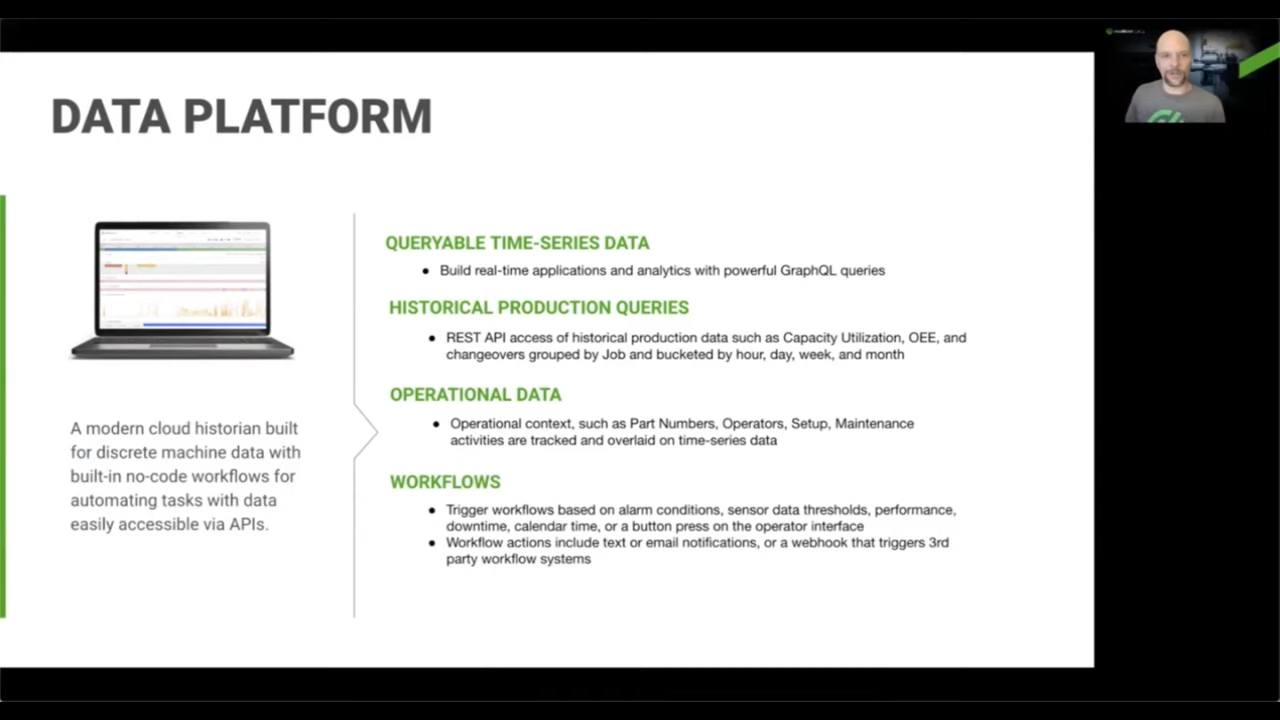 DATA PLATFORM
A modern cloud historian built
for discrete machine data with
built-in no-code workflows for
automating tasks with data
easily accessible via APIs.
QUERYABLE TIME-SERIES DATA
● Build real-time applications and analytics with powerful GraphQL queries
HISTORICAL PRODUCTION QUERIES
● REST API access of historical production data such as Capacity Utilization, OEE, and
changeovers grouped by Job and bucketed by hour, day, week, and month
OPERATIONAL DATA
● Operational context, such as Part Numbers, Operators, Setup, Maintenance
activities are tracked and overlaid on time-series data
WORKFLOWS
● Trigger workflows based on alarm conditions, sensor data thresholds, performance,
downtime, calendar time, or a button press on the operator interface
● Workflow actions include text or email notifications, or a webhook that triggers 3rd
party workflow systems